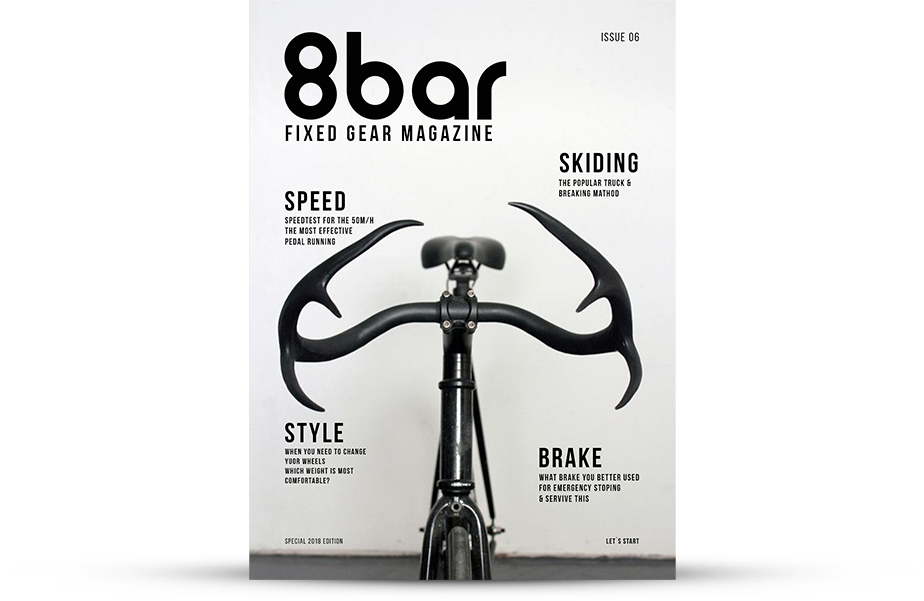 8bar
ISSUE 06
FIXED GEAR MAGAZINE
SKIDING
THE POPULAR TRUCK &
BREAKING MATHOD
SPEED
SPEEDTEST FOR THE 50M/H
THE MOST EFFECTIVE
PEDAL RUNNING
STYLE
WHEN YOU NEED TO CHANGE
YUOR WHEELS
WHICH WEIGHT IS MOST
COMFORTABLE?
BRAKE
WHAT BRAKE YOU BETTER USED
FOR EMERGENCY STOPING
& SERVIVE THIS
SPECIAL 2018 EDITION
LET´S START